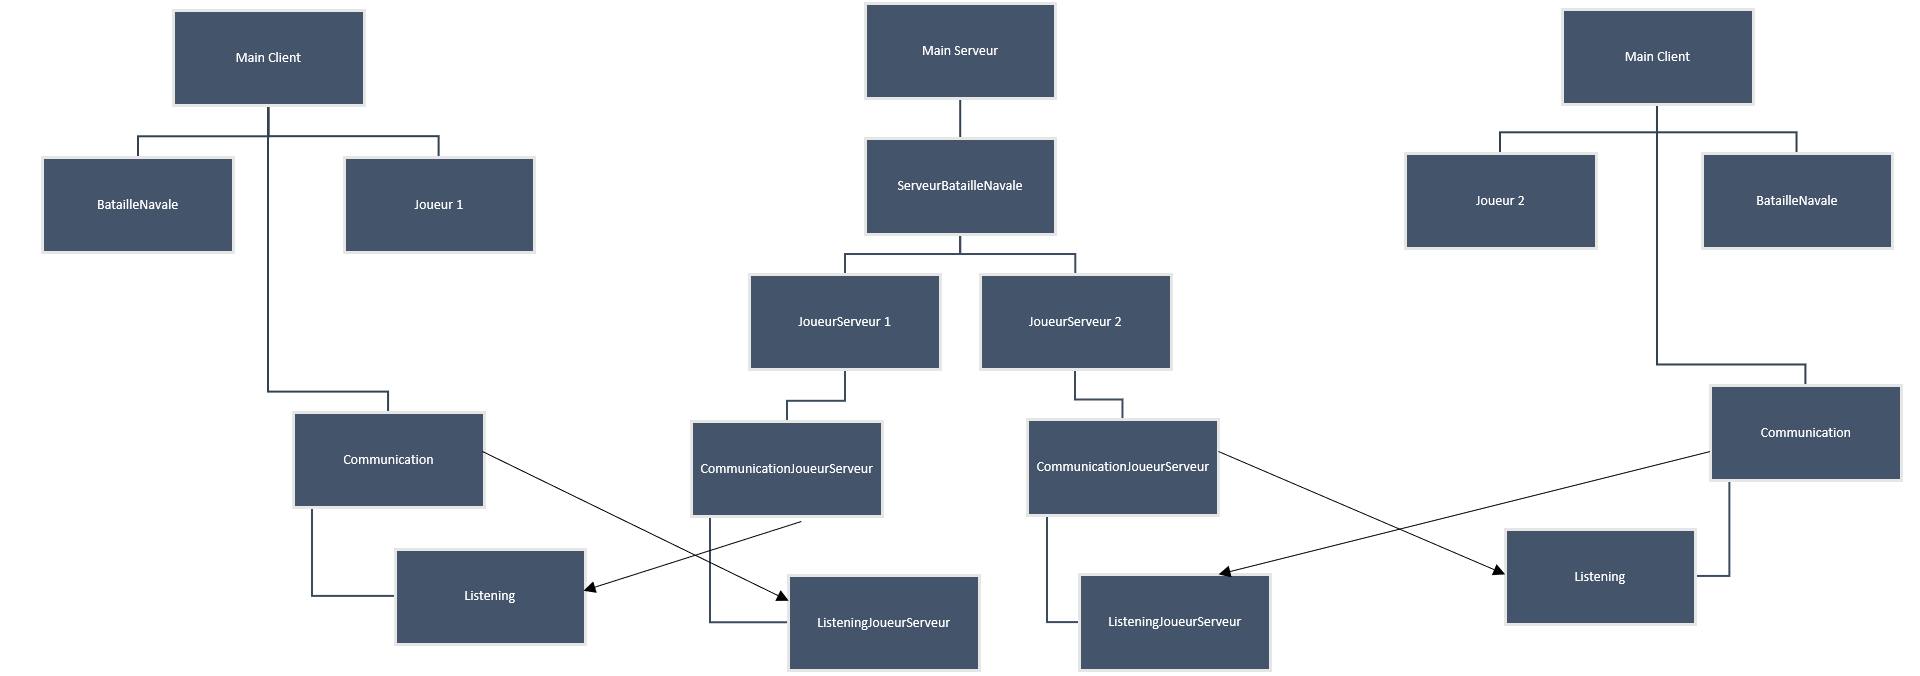 Main Client
Main Serveur
Main Client
BatailleNavale
Joueur 1
ServeurBatailleNavale
Joueur 2
BatailleNavale
JoueurServeur 1
JoueurServeur 2
Communication
CommunicationJoueurServeur
CommunicationJoueurServeur
Communication
Listening
ListeningJoueurServeur
ListeningJoueurServeur
Listening